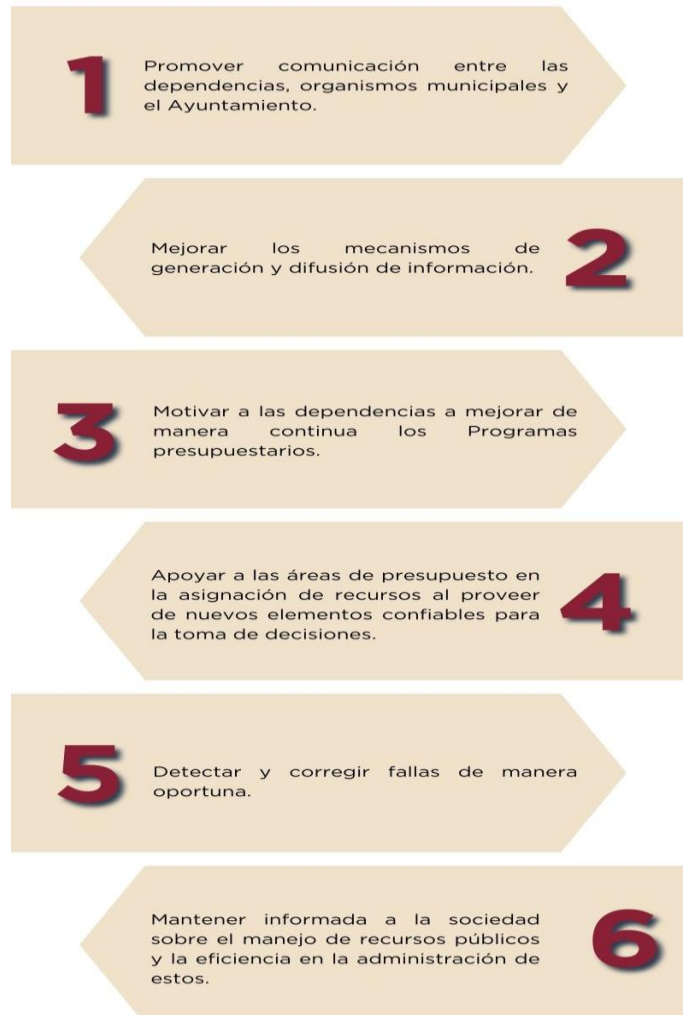 1
Promover comunicación entre las
dependencias, organismos municipales y
el Ayuntamiento.
Mejorar los mecanismos de
generación y difusión de información.
2
3
Motivar a las dependencias a mejorar de
manera continua los Programas
presupuestarios.
Apoyar a las áreas de presupuesto en
la asignación de recursos al proveer
de nuevos elementos confiables para
la toma de decisiones.
4
5
Detectar y corregir fallas de manera
oportuna.
Mantener informada a la sociedad
sobre el manejo de recursos públicos
y la eficiencia en la administración de
estos.
6